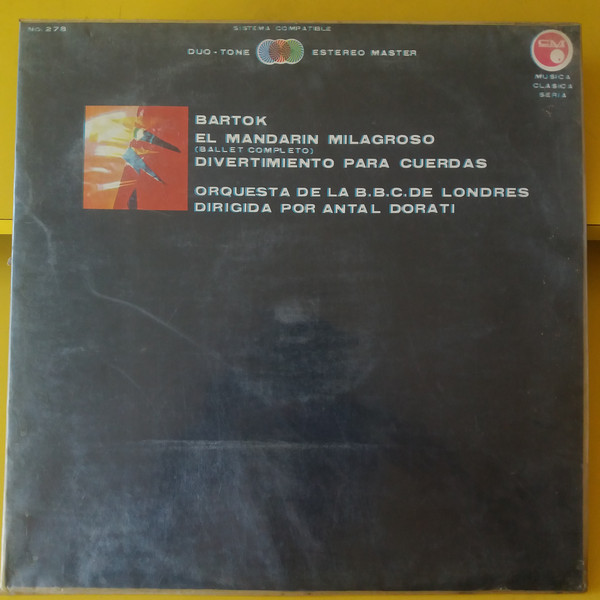 NO. 278
SISTEMA COMPATIBLE
DUO-TONE ESTEREO MASTER
MUSICA
CLASICA
SERIA
BARTOK
EL MANDARIN MILAGROSO
(BALLET COMPLETO)
DIVERTIMIENTO PARA CUERDAS
ORQUESTA DE LA B.B.C. DE LONDRES
DIRIGIDA POR ANTAL DORATI